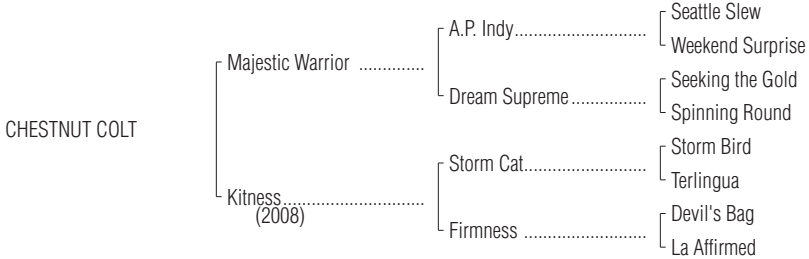 Seattle Slew
A.P. Indy..............................
Weekend Surprise
Majestic Warrior ...............
Seeking the Gold
Dream Supreme.................
Spinning Round
CHESTNUT COLT
Storm Bird
Storm Cat............................
Terlingua
Kitness.................................
(2008)
Devil's Bag
Firmness ............................
La Affirmed